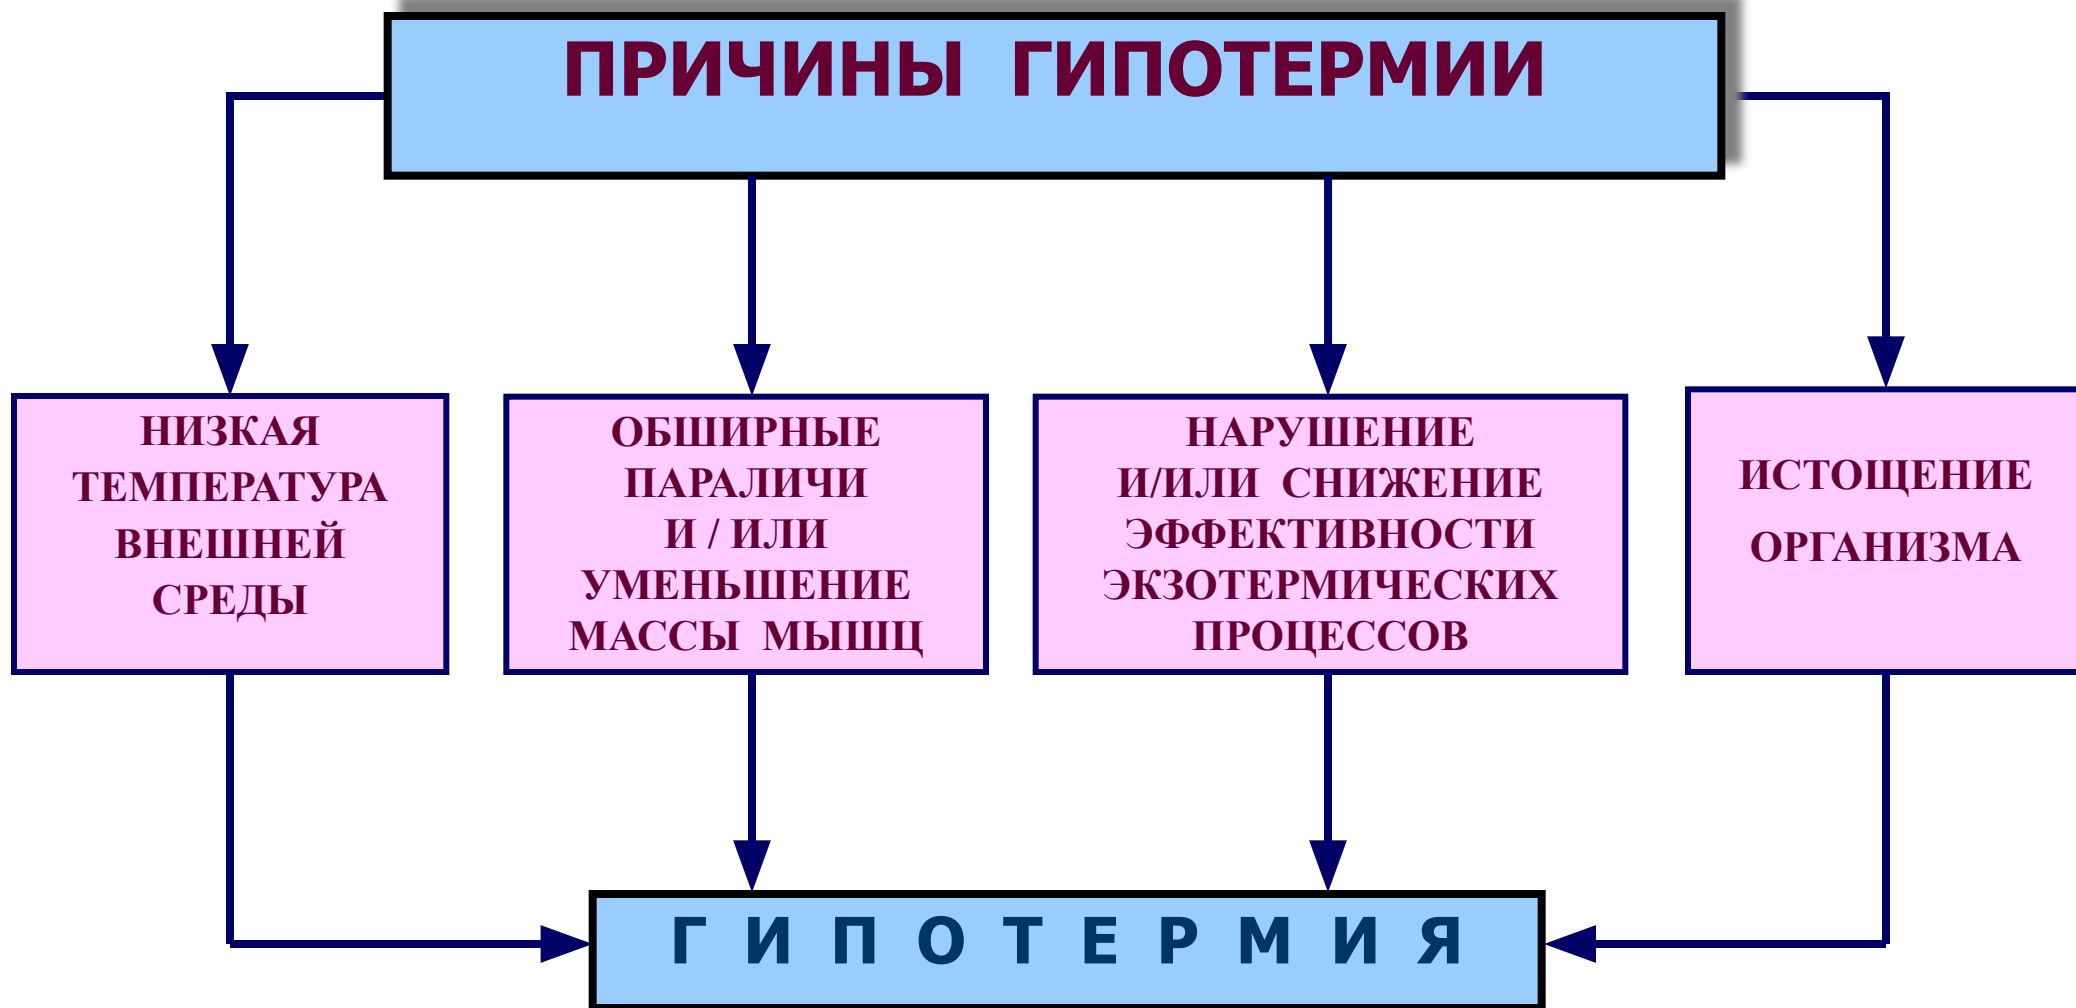 ПРИЧИНЫ ГИПОТЕРМИИ
НИЗКАЯ
ТЕМПЕРАТУРА
ВНЕШНЕЙ
СРЕДЫ
ОБШИРНЫЕ
ПАРАЛИЧИ
И / ИЛИ
УМЕНЬШЕНИЕ
МАССЫ МЫШЦ
НАРУШЕНИЕ
И/ИЛИ СНИЖЕНИЕ
ЭФФЕКТИВНОСТИ
ЭКЗОТЕРМИЧЕСКИХ
ПРОЦЕССОВ
ИСТОЩЕНИЕ
ОРГАНИЗМА
Г И П О Т Е Р М И Я